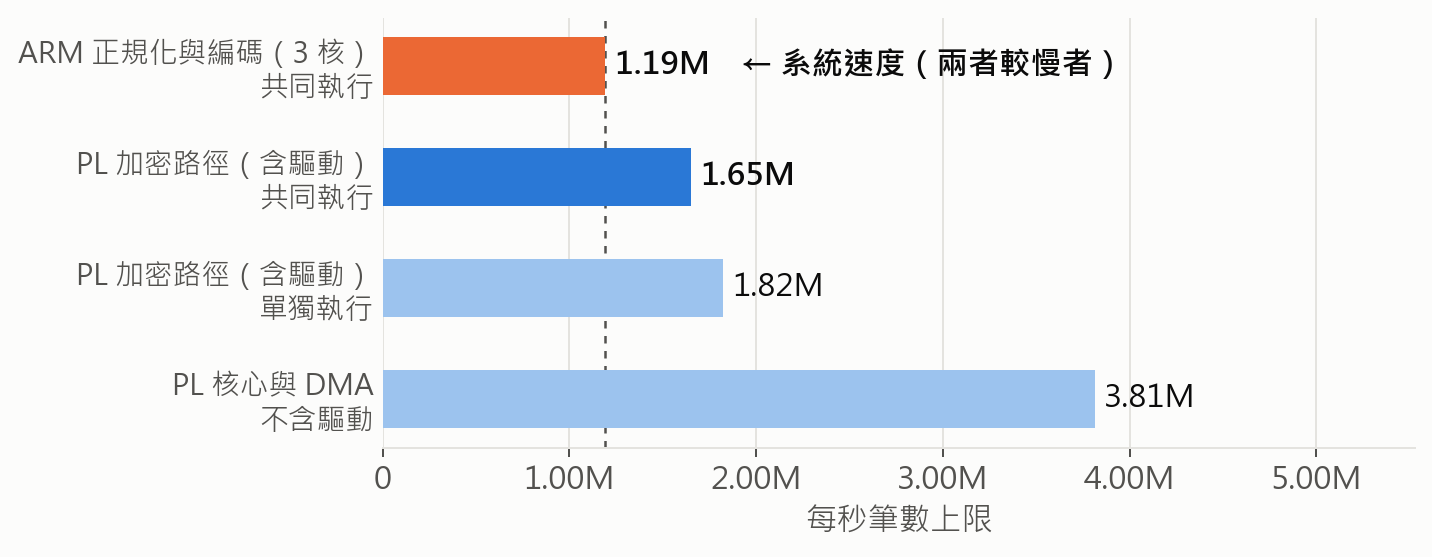 ARM 正規化與編碼（3 核）
共同執行
1.19M ← 系統速度（兩者較慢者）
PL 加密路徑（含驅動）
共同執行
1.65M
PL 加密路徑（含驅動）
單獨執行
1.82M
PL 核心與 DMA
不含驅動
3.81M
0 1.00M 2.00M 3.00M 4.00M 5.00M
每秒筆數上限